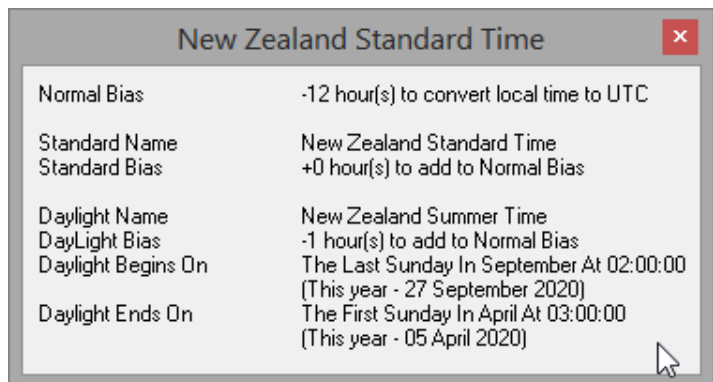 New Zealand Standard Time
Normal Bias -12 hour(s) to convert local time to UTC
Standard Name New Zealand Standard Time
Standard Bias +0 hour(s) to add to Normal Bias
Daylight Name New Zealand Summer Time
DayLight Bias -1 hour(s) to add to Normal Bias
Daylight Begins On The Last Sunday In September At 02:00:00
(This year - 27 September 2020)
Daylight Ends On The First Sunday In April At 03:00:00
(This year - 05 April 2020)